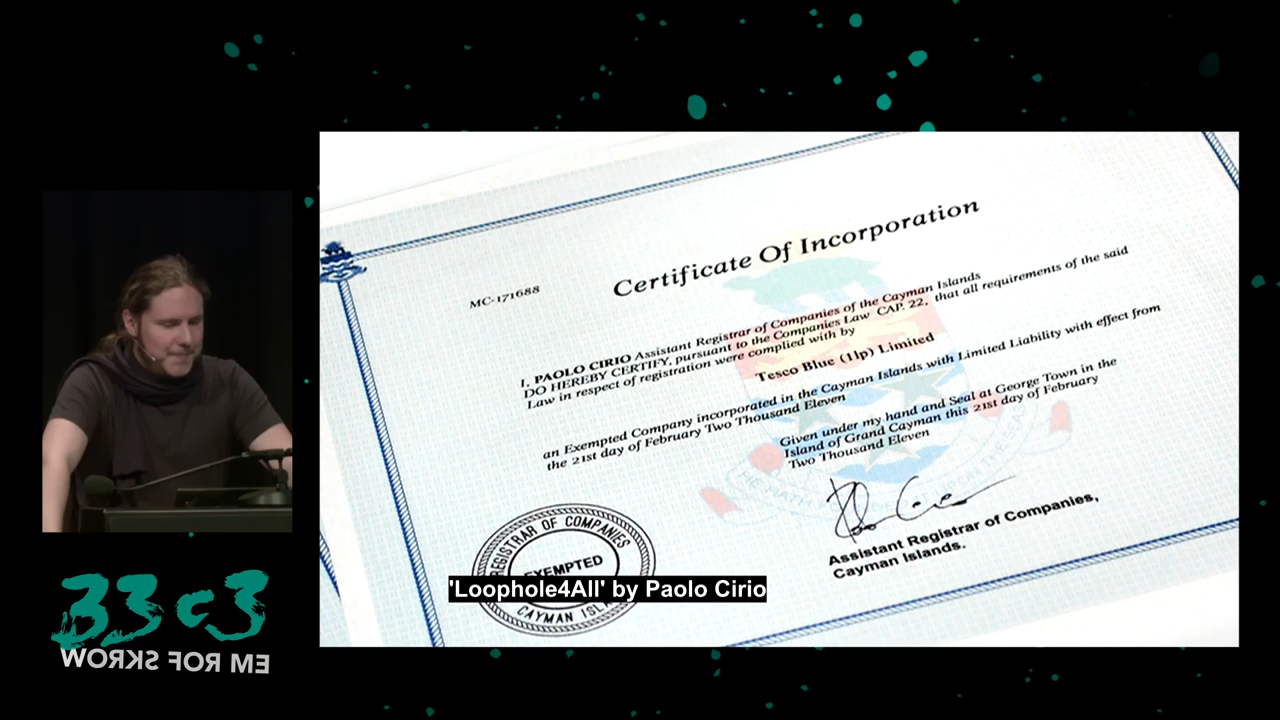 Certificate Of Incorporation
MC-171688
I, PAOLO CIRIO Assistant Registrar of Companies of the Cayman Islands
DO HEREBY CERTIFY, pursuant to the Companies Law CAP. 22, that all requirements of the said
Law in respect of registration were complied with by
Tesco Blue (1lp) Limited
an Exempted Company incorporated in the Cayman Islands with Limited Liability with effect from
the 21st day of February Two Thousand Eleven
Given under my hand and Seal at George Town in the
Island of Grand Cayman this 21st day of February
Two Thousand Eleven
Assistant Registrar of Companies,
Cayman Islands.
REGISTRAR OF COMPANIES
EXEMPTED
CAYMAN
'Loophole4All' by Paolo Cirio
33c3
WORKS FOR ME